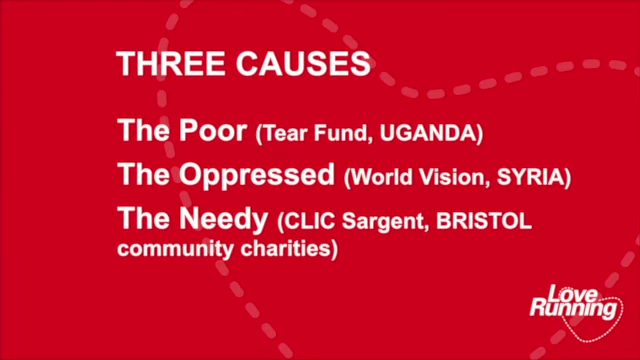 THREE CAUSES
The Poor (Tear Fund, UGANDA)
The Oppressed (World Vision, SYRIA)
The Needy (CLIC Sargent, BRISTOL
community charities)
Love
Running